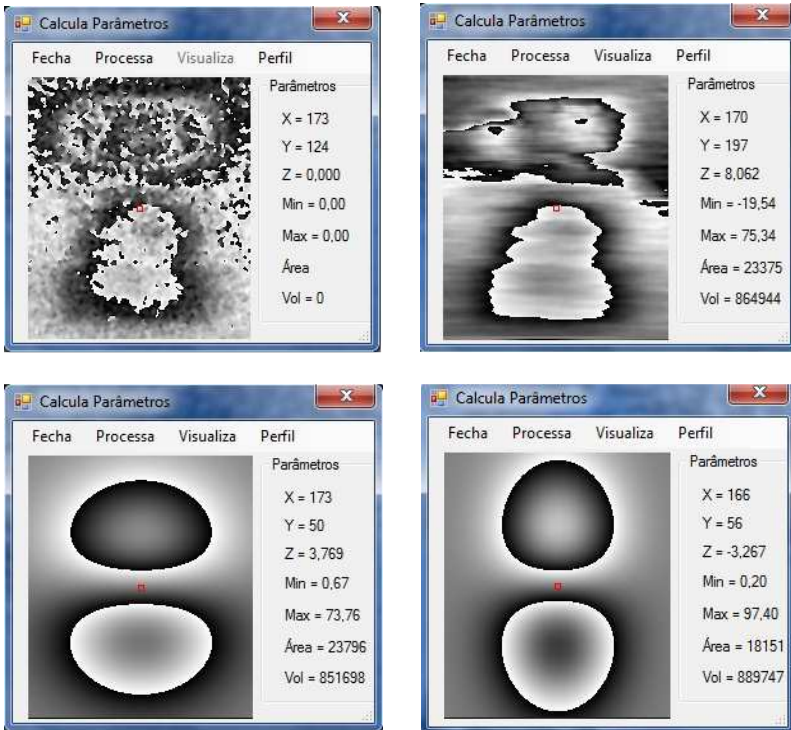 Calcula Parâmetros
X
Fecha Processa Visualiza Perfil
Parâmetros
X = 173
Y = 124
Z = 0,000
Min = 0,00
Max = 0,00
Área
Vol = 0
Calcula Parâmetros
X
Fecha Processa Visualiza Perfil
Parâmetros
X = 170
Y = 197
Z = 8,062
Min = -19,54
Max = 75,34
Área = 23375
Vol = 864944
Calcula Parâmetros
X
Fecha Processa Visualiza Perfil
Parâmetros
X = 173
Y = 50
Z = 3,769
Min = 0,67
Max = 73,76
Área = 23796
Vol = 851698
Calcula Parâmetros
X
Fecha Processa Visualiza Perfil
Parâmetros
X = 166
Y = 56
Z = -3,267
Min = 0,20
Max = 97,40
Área = 18151
Vol = 889747